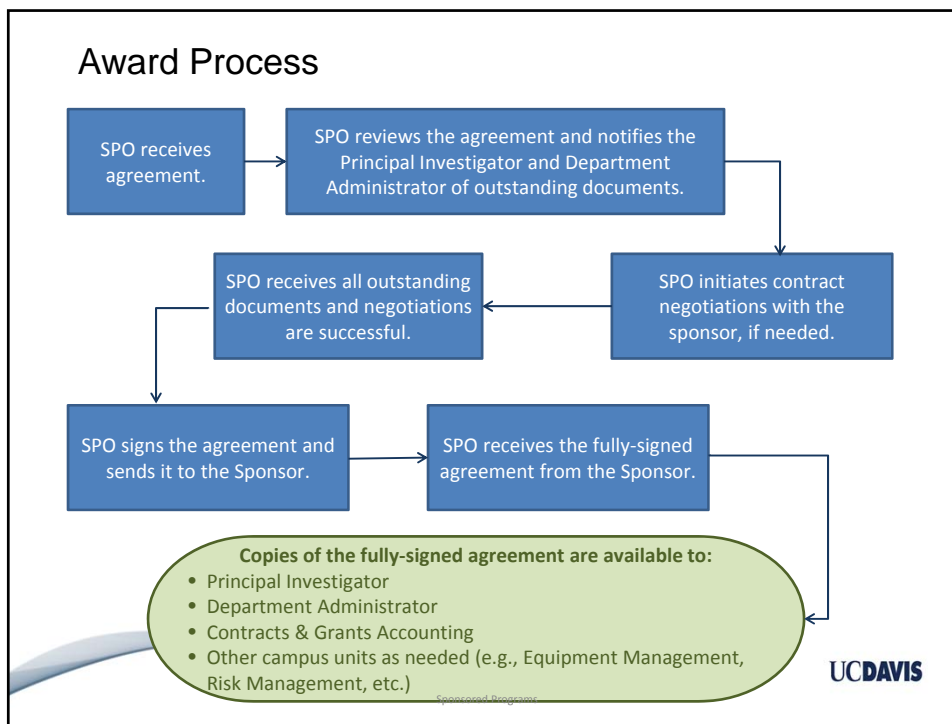 Award Process
SPO receives
agreement.
SPO reviews the agreement and notifies the
Principal Investigator and Department
Administrator of outstanding documents.
SPO initiates contract
negotiations with the
sponsor, if needed.
SPO receives all outstanding
documents and negotiations
are successful.
SPO signs the agreement and
sends it to the Sponsor.
SPO receives the fully-signed
agreement from the Sponsor.
Copies of the fully-signed agreement are available to:
• Principal Investigator
• Department Administrator
• Contracts & Grants Accounting
• Other campus units as needed (e.g., Equipment Management,
Risk Management, etc.)
Sponsored Programs
UCDAVIS